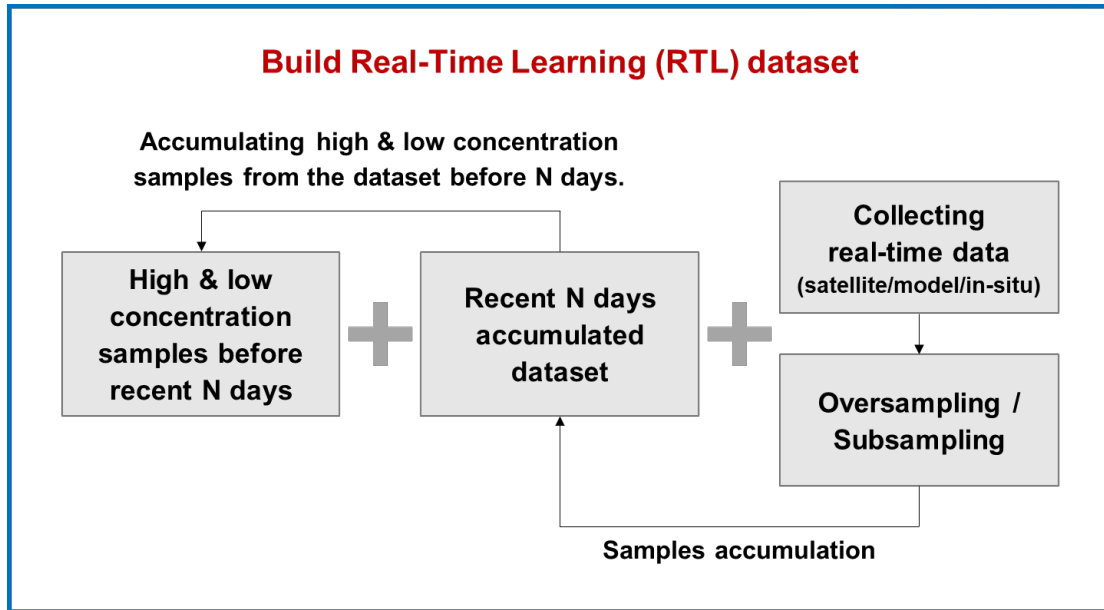 Build Real-Time Learning (RTL) dataset
Accumulating high & low concentration
samples from the dataset before N days.
High & low
concentration
samples before
recent N days
Recent N days
accumulated
dataset
Collecting
real-time data
(satellite/model/in-situ)
Oversampling /
Subsampling
Samples accumulation